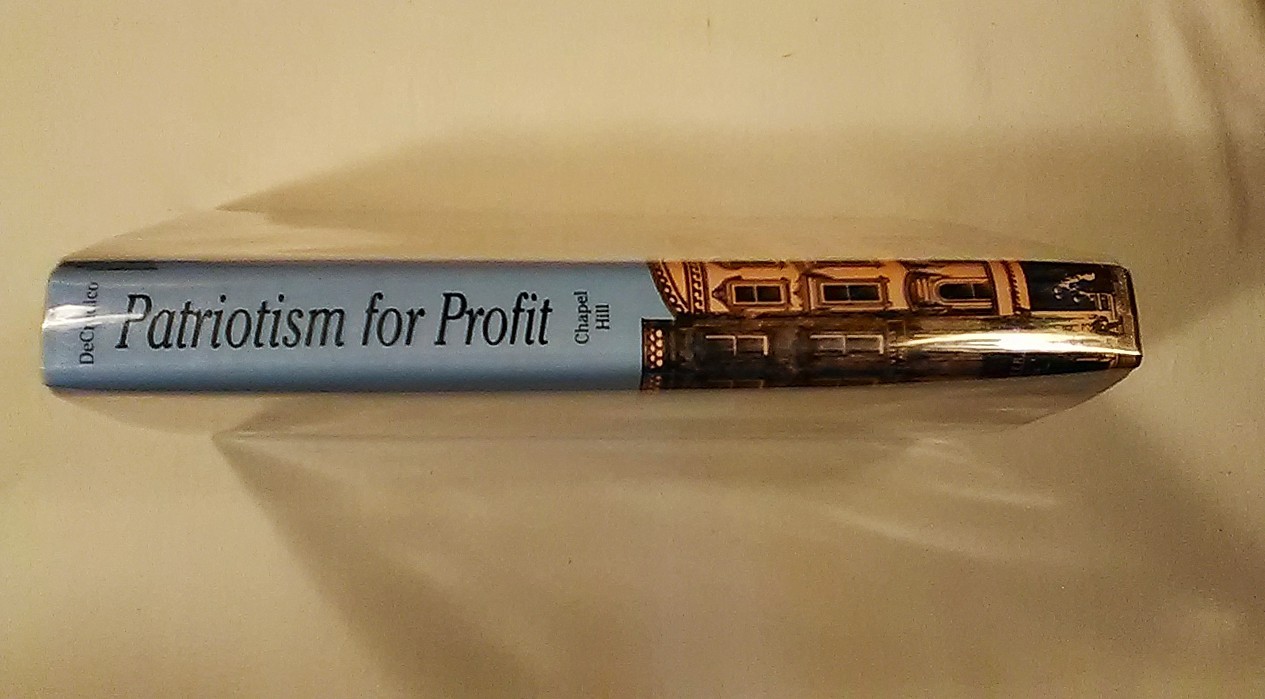 Patriotism for Profit
Chapel
Hill